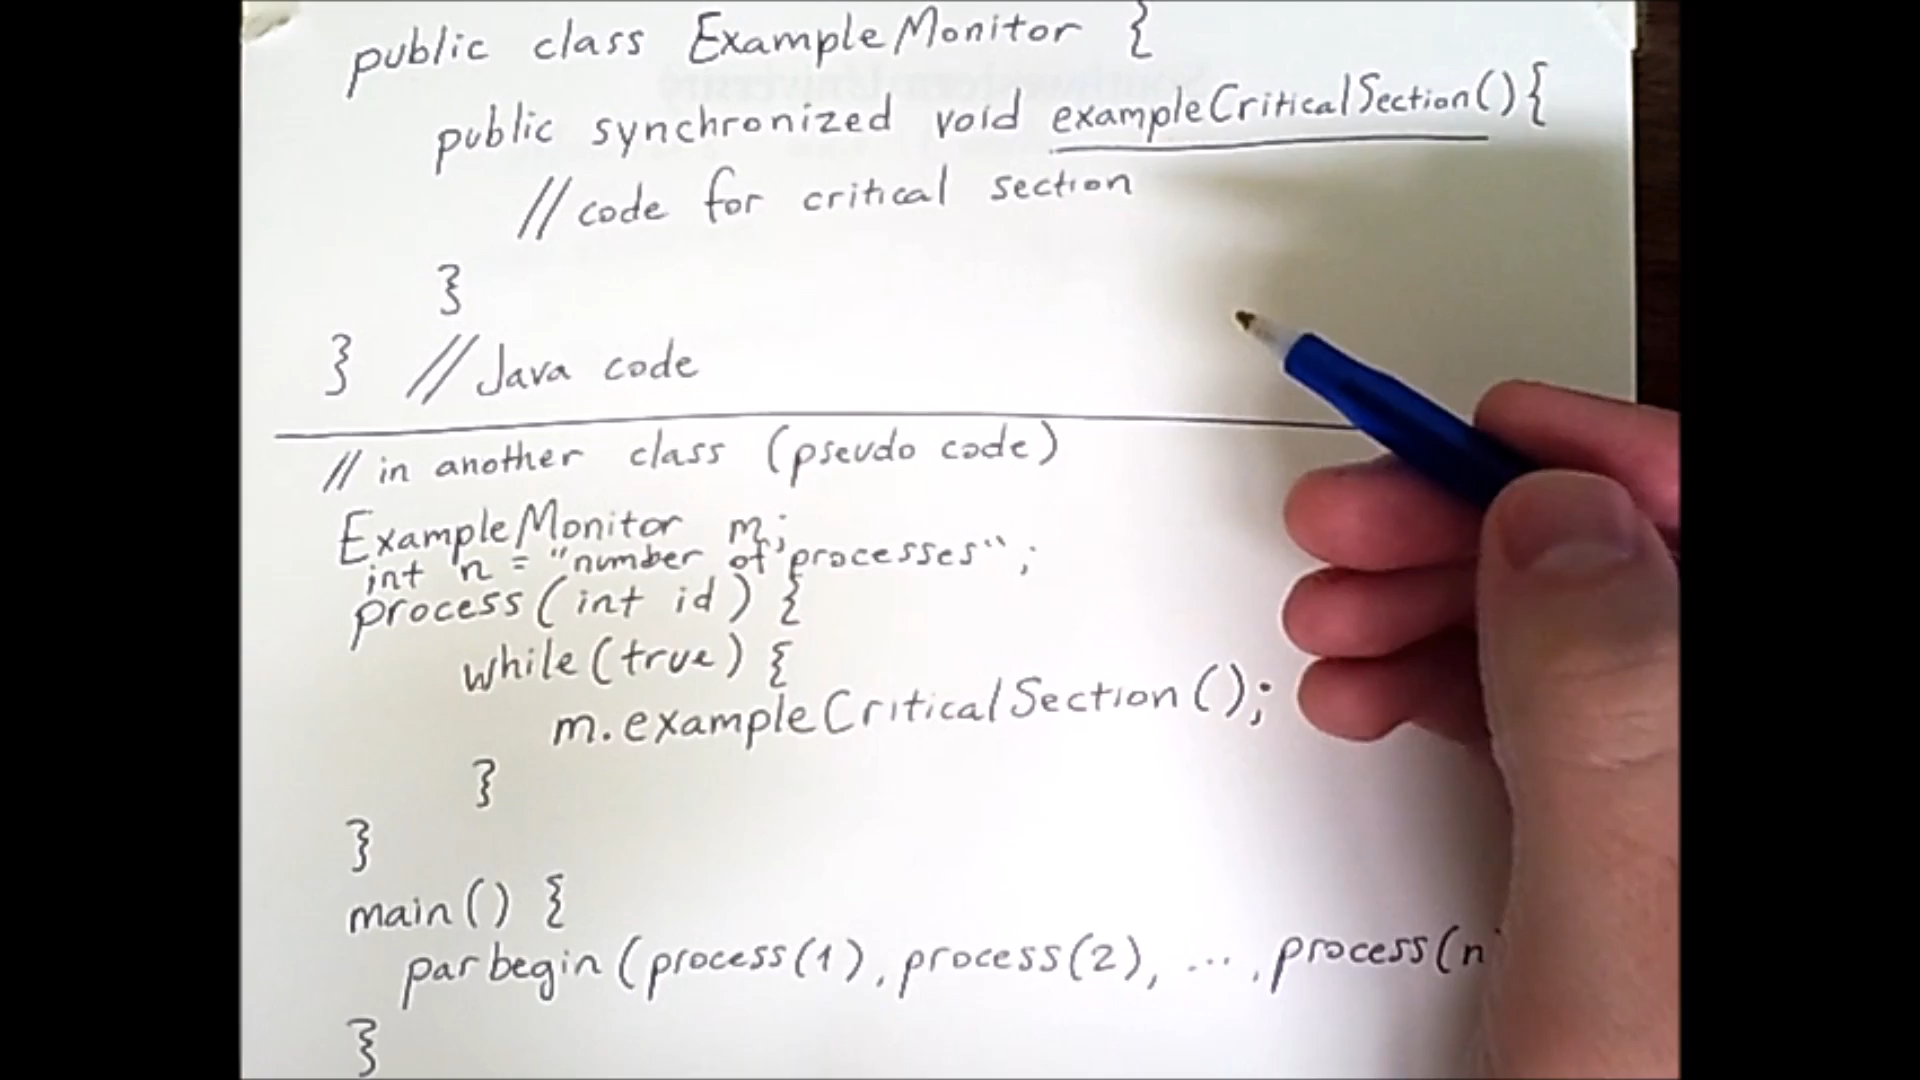 public class ExampleMonitor {
public synchronized void exampleCriticalSection(){
// code for critical section
}
} // Java code
// in another class (pseudo code)
ExampleMonitor m;
int n = "number of processes";
process(int id) {
while(true) {
m.exampleCriticalSection();
}
}
main() {
parbegin(process(1), process(2), ..., process(n
}